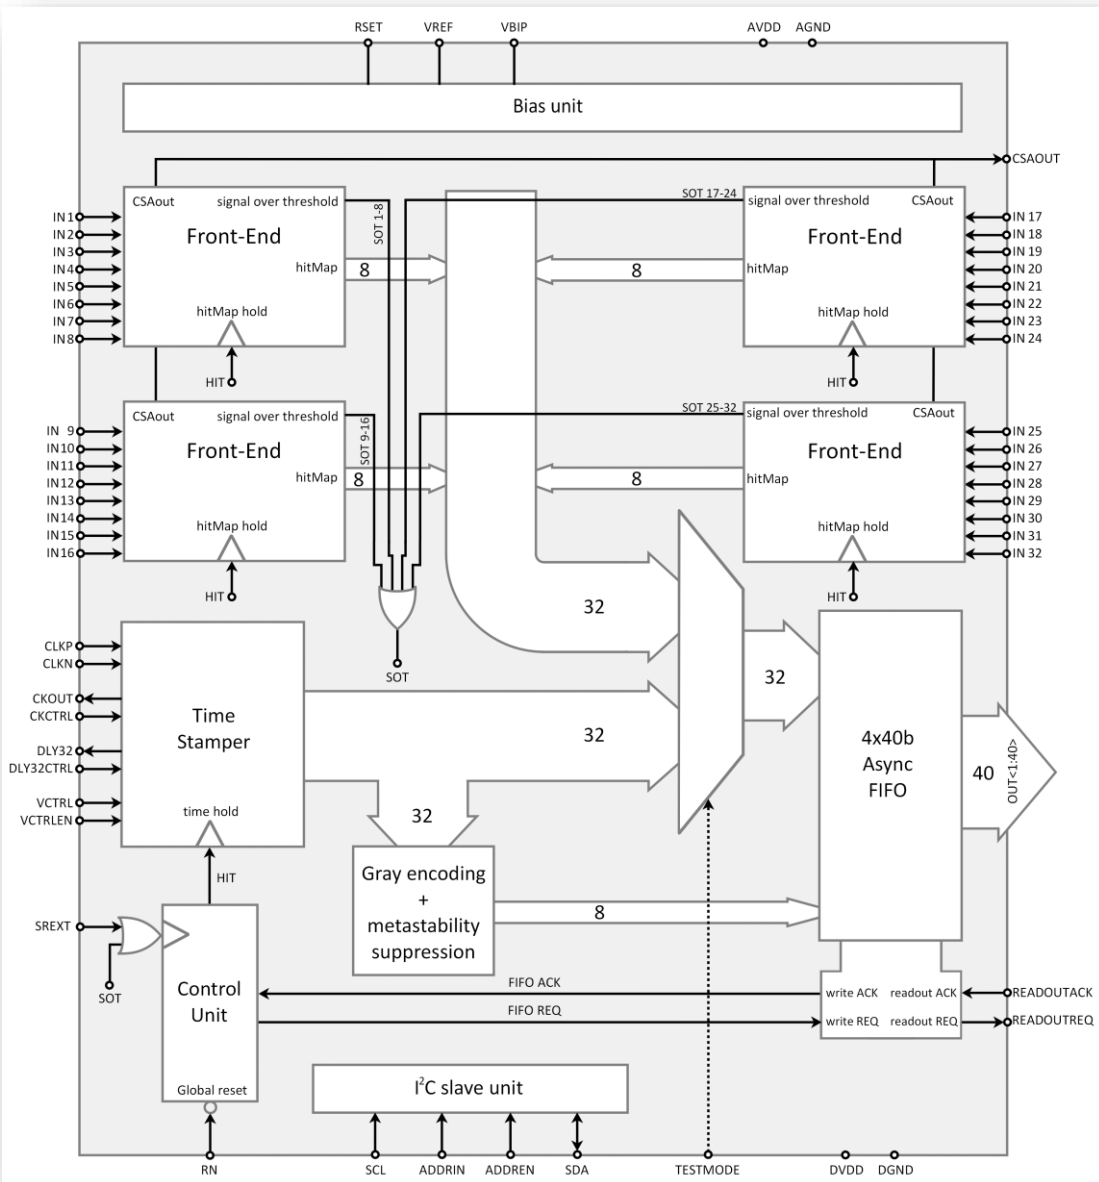 RSET VREF VBIP AVDD AGND
Bias unit
CSAOUT
CSAout signal over threshold
Front-End
hitMap
hitMap hold
HIT
IN1
IN2
IN3
IN4
IN5
IN6
IN7
IN8
SOT 1-8
8
SOT 17-24
signal over threshold CSAout
Front-End
8
hitMap
hitMap hold
HIT
IN 17
IN 18
IN 19
IN 20
IN 21
IN 22
IN 23
IN 24
CSAout signal over threshold
Front-End
hitMap
hitMap hold
HIT
IN 9
IN10
IN11
IN12
IN13
IN14
IN15
IN16
SOT 9-16
8
SOT 25-32
signal over threshold CSAout
Front-End
8
hitMap
hitMap hold
HIT
IN 25
IN 26
IN 27
IN 28
IN 29
IN 30
IN 31
IN 32
SOT
32
32
32
32
CLKP
CLKN
CKOUT
CKCTRL
DLY32
DLY32CTRL
VCTRL
VCTRLEN
Time
Stamper
time hold
HIT
4x40b
Async
FIFO
40
OUT<1:40>
Gray encoding
+
metastability
suppression
8
SREXT
SOT
Control
Unit
Global reset
FIFO ACK
FIFO REQ
write ACK readout ACK
write REQ readout REQ
READOUTACK
READOUTREQ
I²C slave unit
RN SCL ADDRIN ADDREN SDA TESTMODE DVDD DGND